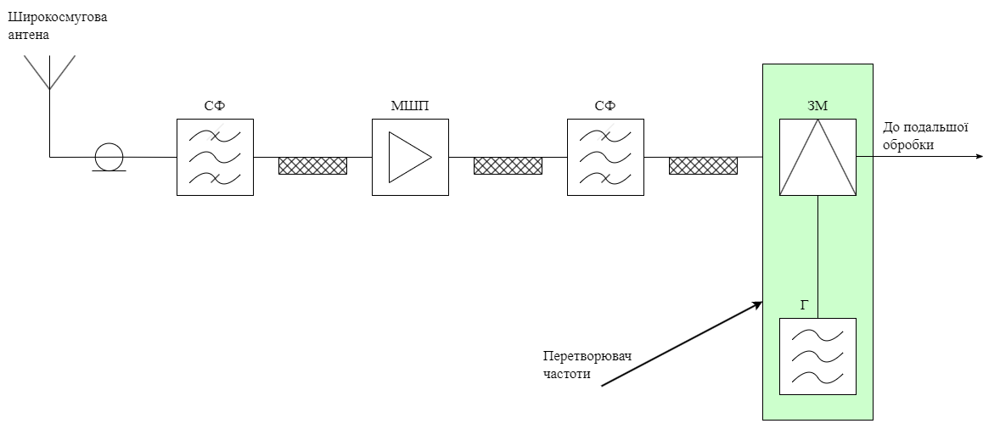 Широкосмугова
антена
СФ
МШП
СФ
ЗМ
До подальшої
обробки
Г
Перетворювач
частоти